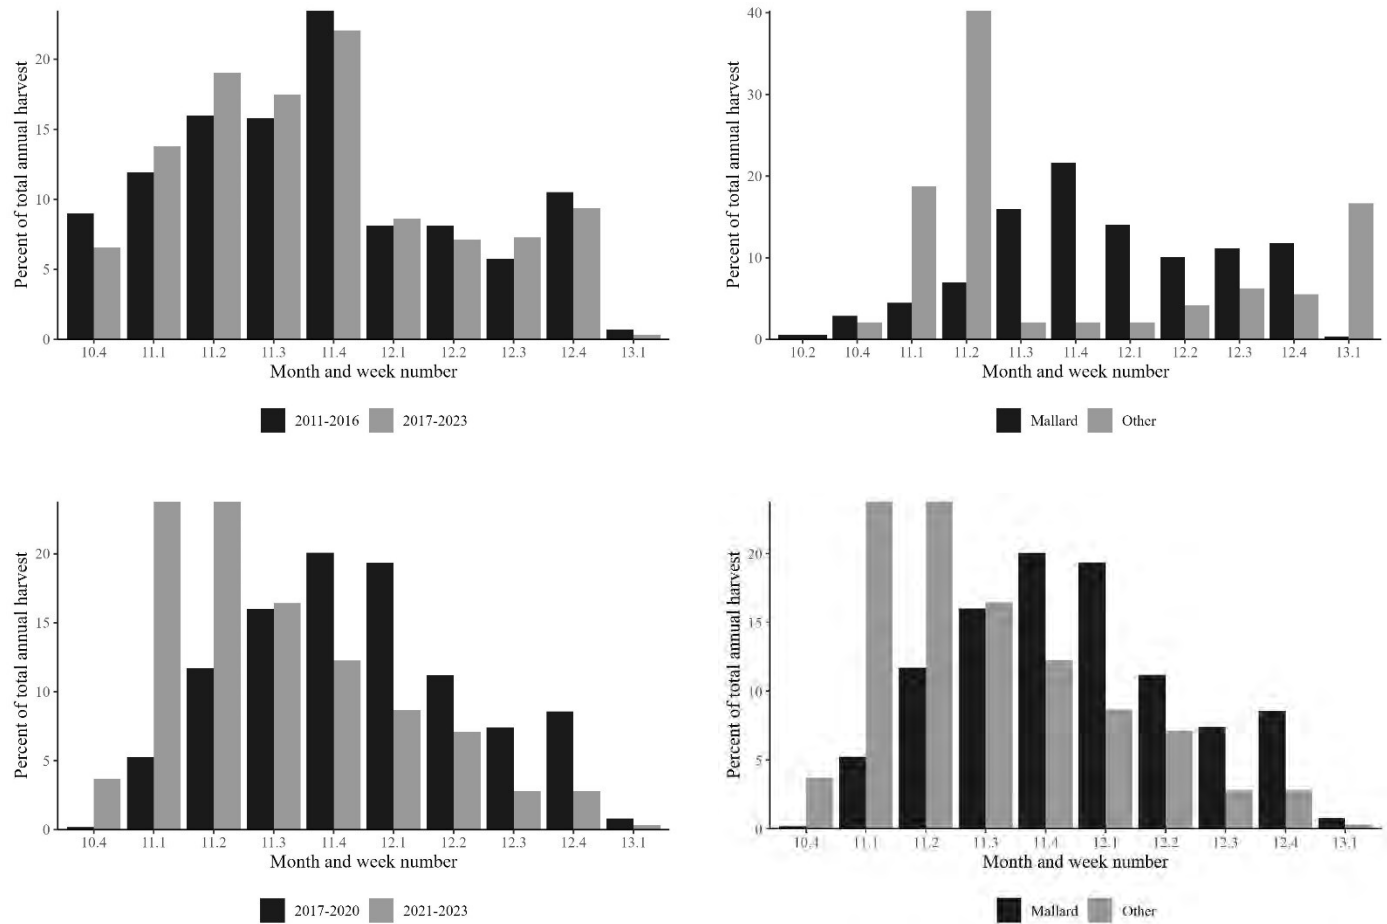 Percent of total annual harvest
20
15
10
5
0
10.4 11.1 11.2 11.3 11.4 12.1 12.2 12.3 12.4 13.1
Month and week number
2011-2016 2017-2023
Percent of total annual harvest
40
30
20
10
0
10.2 10.4 11.1 11.2 11.3 11.4 12.1 12.2 12.3 12.4 13.1
Month and week number
Mallard Other
Percent of total annual harvest
20
15
10
5
0
10.4 11.1 11.2 11.3 11.4 12.1 12.2 12.3 12.4 13.1
Month and week number
2017-2020 2021-2023
Percent of total annual harvest
20
15
10
5
0
10.4 11.1 11.2 11.3 11.4 12.1 12.2 12.3 12.4 13.1
Month and week number
Mallard Other